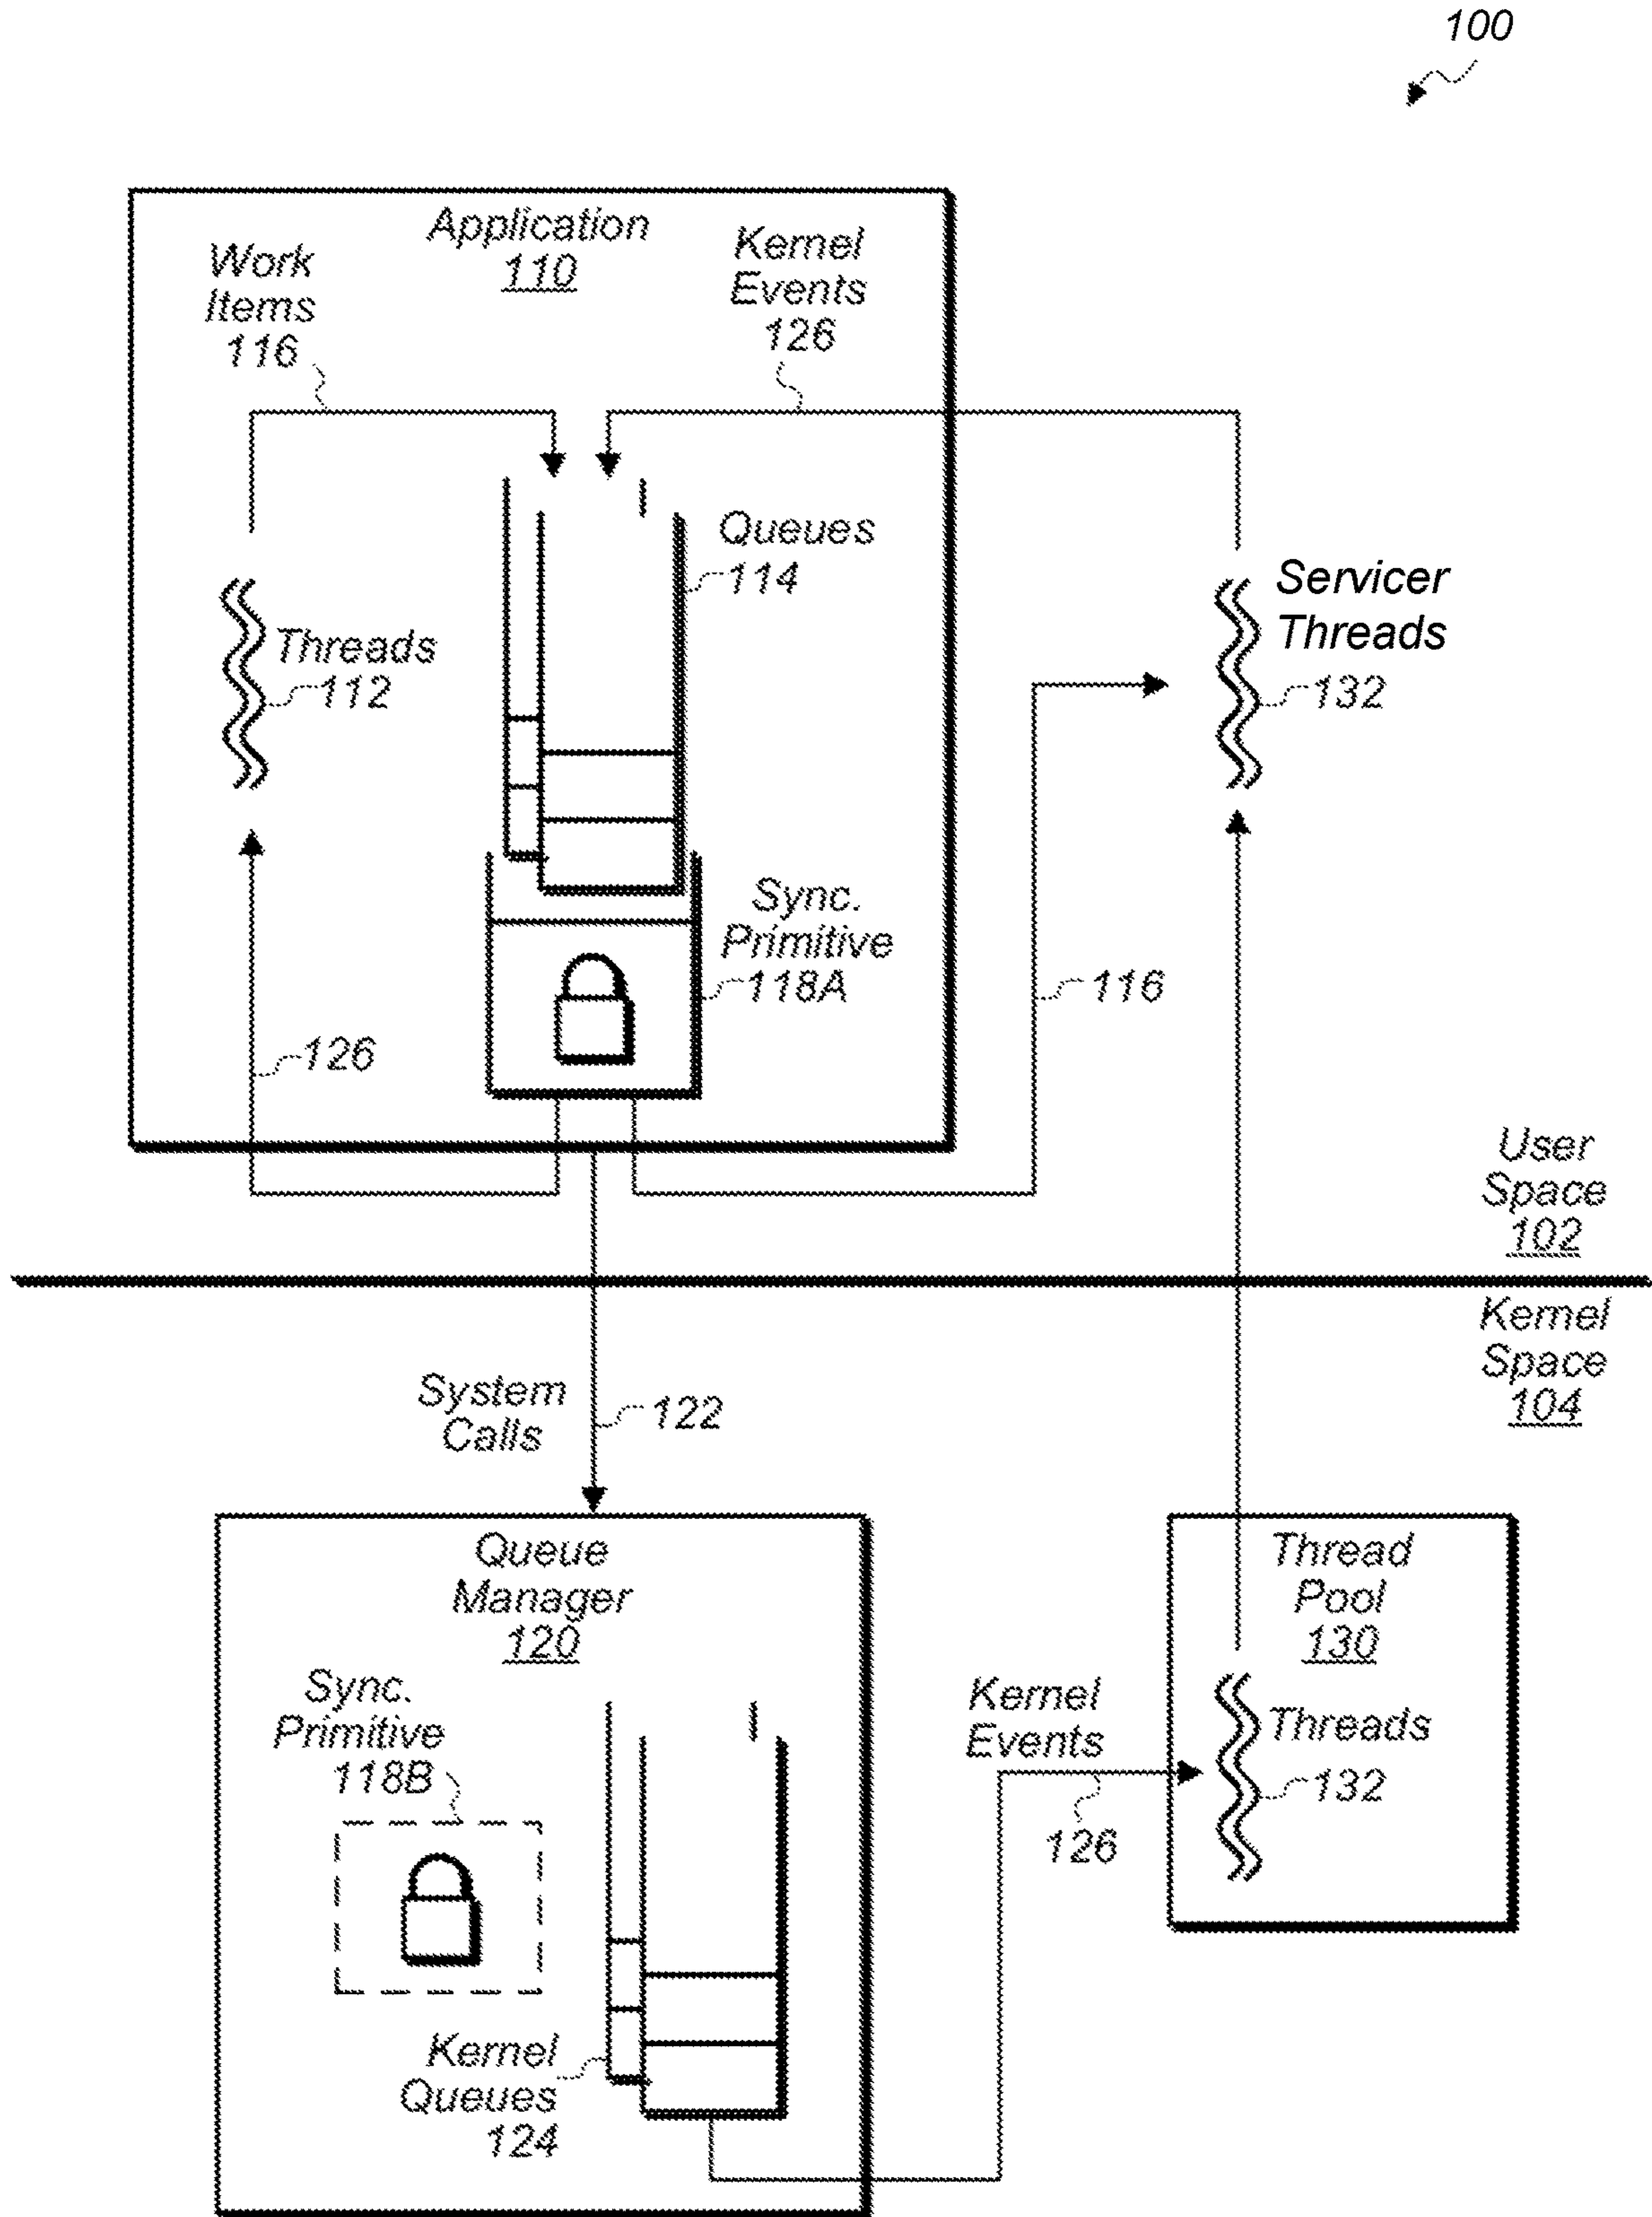 100
Application
110
Work
Items
116
Kernel
Events
126
Queues
114
Threads
112
Servicer
Threads
132
Sync.
Primitive
118A
116
126
User
Space
102
Kernel
Space
104
System
Calls
122
Queue
Manager
120
Thread
Pool
130
Sync.
Primitive
118B
Kernel
Events
126
Threads
132
Kernel
Queues
124